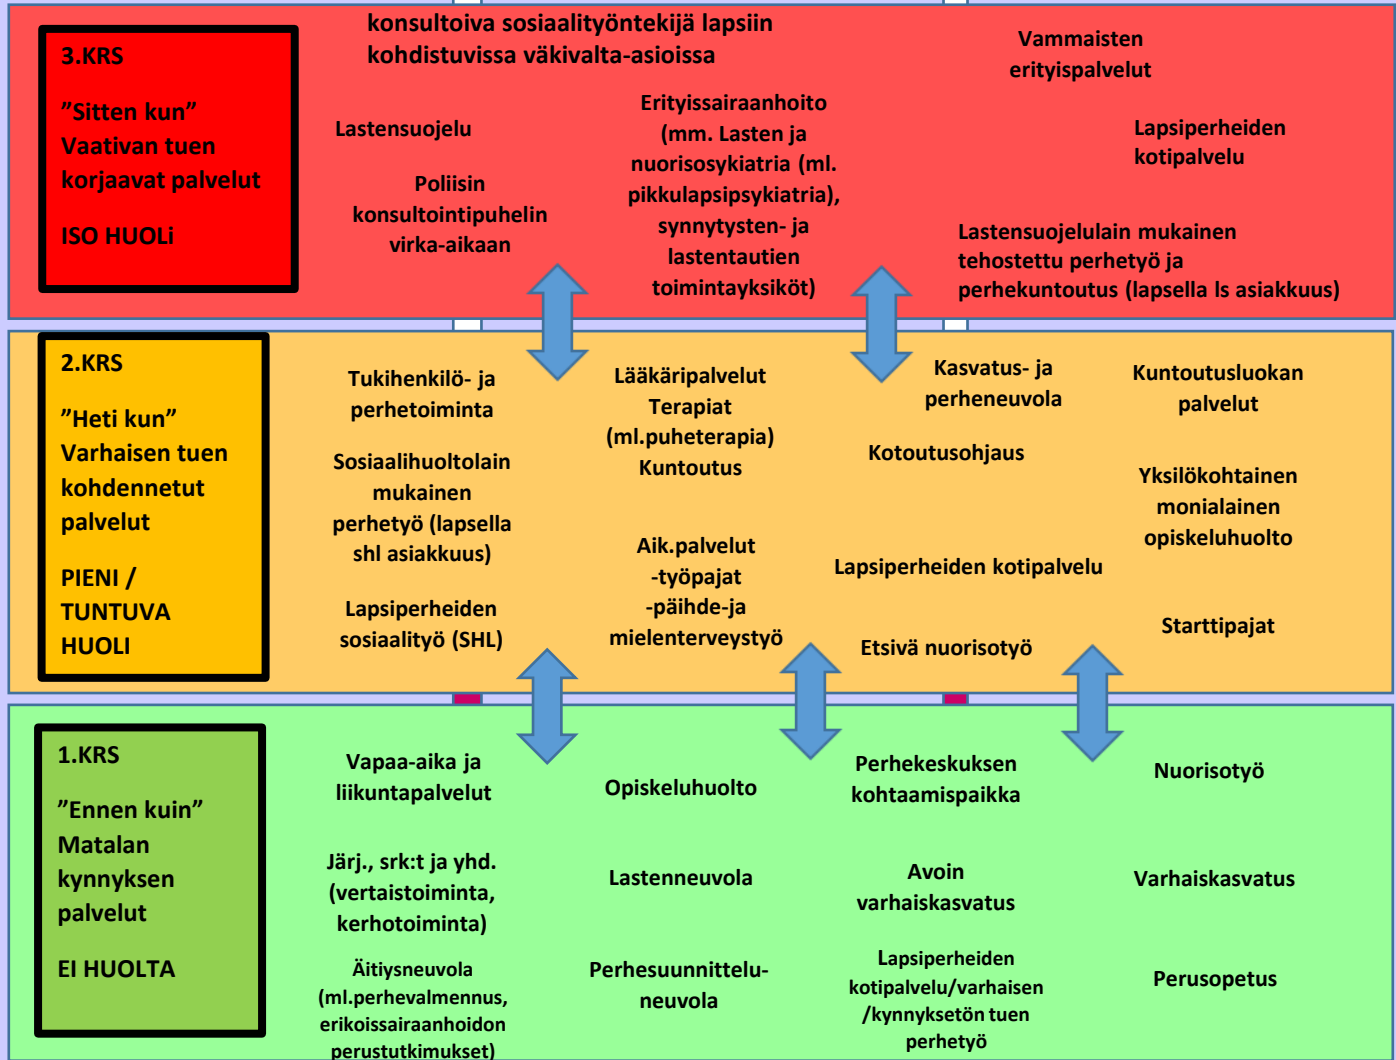 3.KRS
”Sitten kun”
Vaativan tuen
korjaavat palvelut
ISO HUOLi
konsultoiva sosiaalityöntekijä lapsiin
kohdistuvissa väkivalta-asioissa
Lastensuojelu
Poliisin
konsultointipuhelin
virka-aikaan
Erityissairaanhoito
(mm. Lasten ja
nuorisosykiatria (ml.
pikkulapsipsykiatria),
synnytysten- ja
lastentautien
toimintayksiköt)
Vammaisten
erityispalvelut
Lapsiperheiden
kotipalvelu
Lastensuojelulain mukainen
tehostettu perhetyö ja
perhekuntoutus (lapsella ls asiakkuus)
2.KRS
”Heti kun”
Varhaisen tuen
kohdennetut
palvelut
PIENI /
TUNTUVA
HUOLI
Tukihenkilö- ja
perhetoiminta
Sosiaalihuoltolain
mukainen
perhetyö (lapsella
shl asiakkuus)
Lapsiperheiden
sosiaalityö (SHL)
Lääkäripalvelut
Terapiat
(ml.puheterapia)
Kuntoutus
Aik.palvelut
-työpajat
-päihde-ja
mielenterveystyö
Kasvatus- ja
perheneuvola
Kotoutusohjaus
Lapsiperheiden kotipalvelu
Etsivä nuorisotyö
Kuntoutusluokan
palvelut
Yksilökohtainen
monialainen
opiskeluhuolto
Starttipajat
1.KRS
”Ennen kuin”
Matalan
kynnyksen
palvelut
EI HUOLTA
Vapaa-aika ja
liikuntapalvelut
Järj., srk:t ja yhd.
(vertaistoiminta,
kerhotoiminta)
Äitiysneuvola
(ml.perhevalmennus,
erikoissairaanhoidon
perustutkimukset)
Opiskeluhuolto
Lastenneuvola
Perhesuunnittelu-
neuvola
Perhekeskuksen
kohtaamispaikka
Avoin
varhaiskasvatus
Lapsiperheiden
kotipalvelu/varhaisen
/kynnyksetön tuen
perhetyö
Nuorisotyö
Varhaiskasvatus
Perusopetus